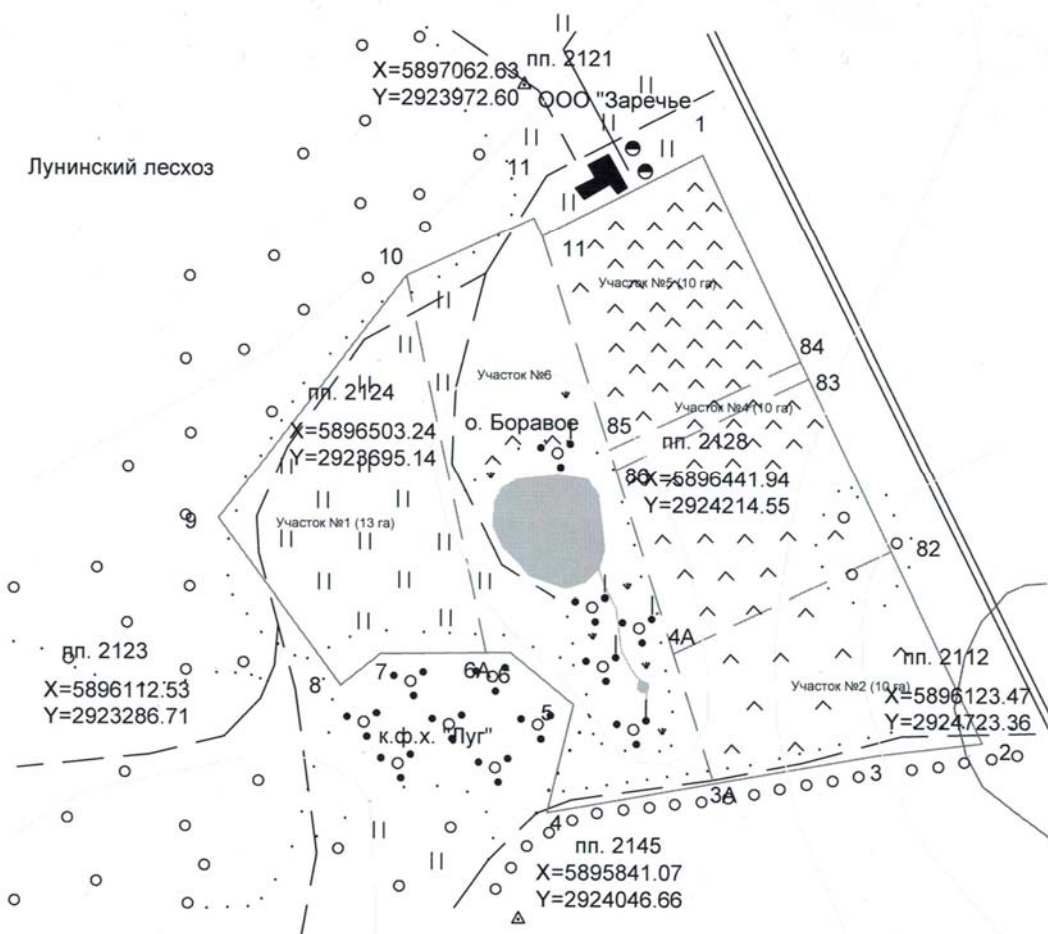 пп. 2121
X=5897062.63
Y=2923972.60
ООО "Заречье
1
Лунинский лесхоз
11
10
11
Участок №5 (10 га)
84
83
Участок №6
пп. 2124
Участок №4 (10 га)
о. Боравое
85
X=5896503.24
Y=2923695.14
пп. 2128
86
X=5896441.94
Y=2924214.55
9
Участок №1 (13 га)
82
4А
пп. 2123
X=5896112.53
Y=2923286.71
8
7
6А
6
5
пп. 2112
Участок №2 (10 га)
X=5896123.47
Y=2924723.36
к.ф.х. "Луг"
2
3
3А
4
пп. 2145
X=5895841.07
Y=2924046.66